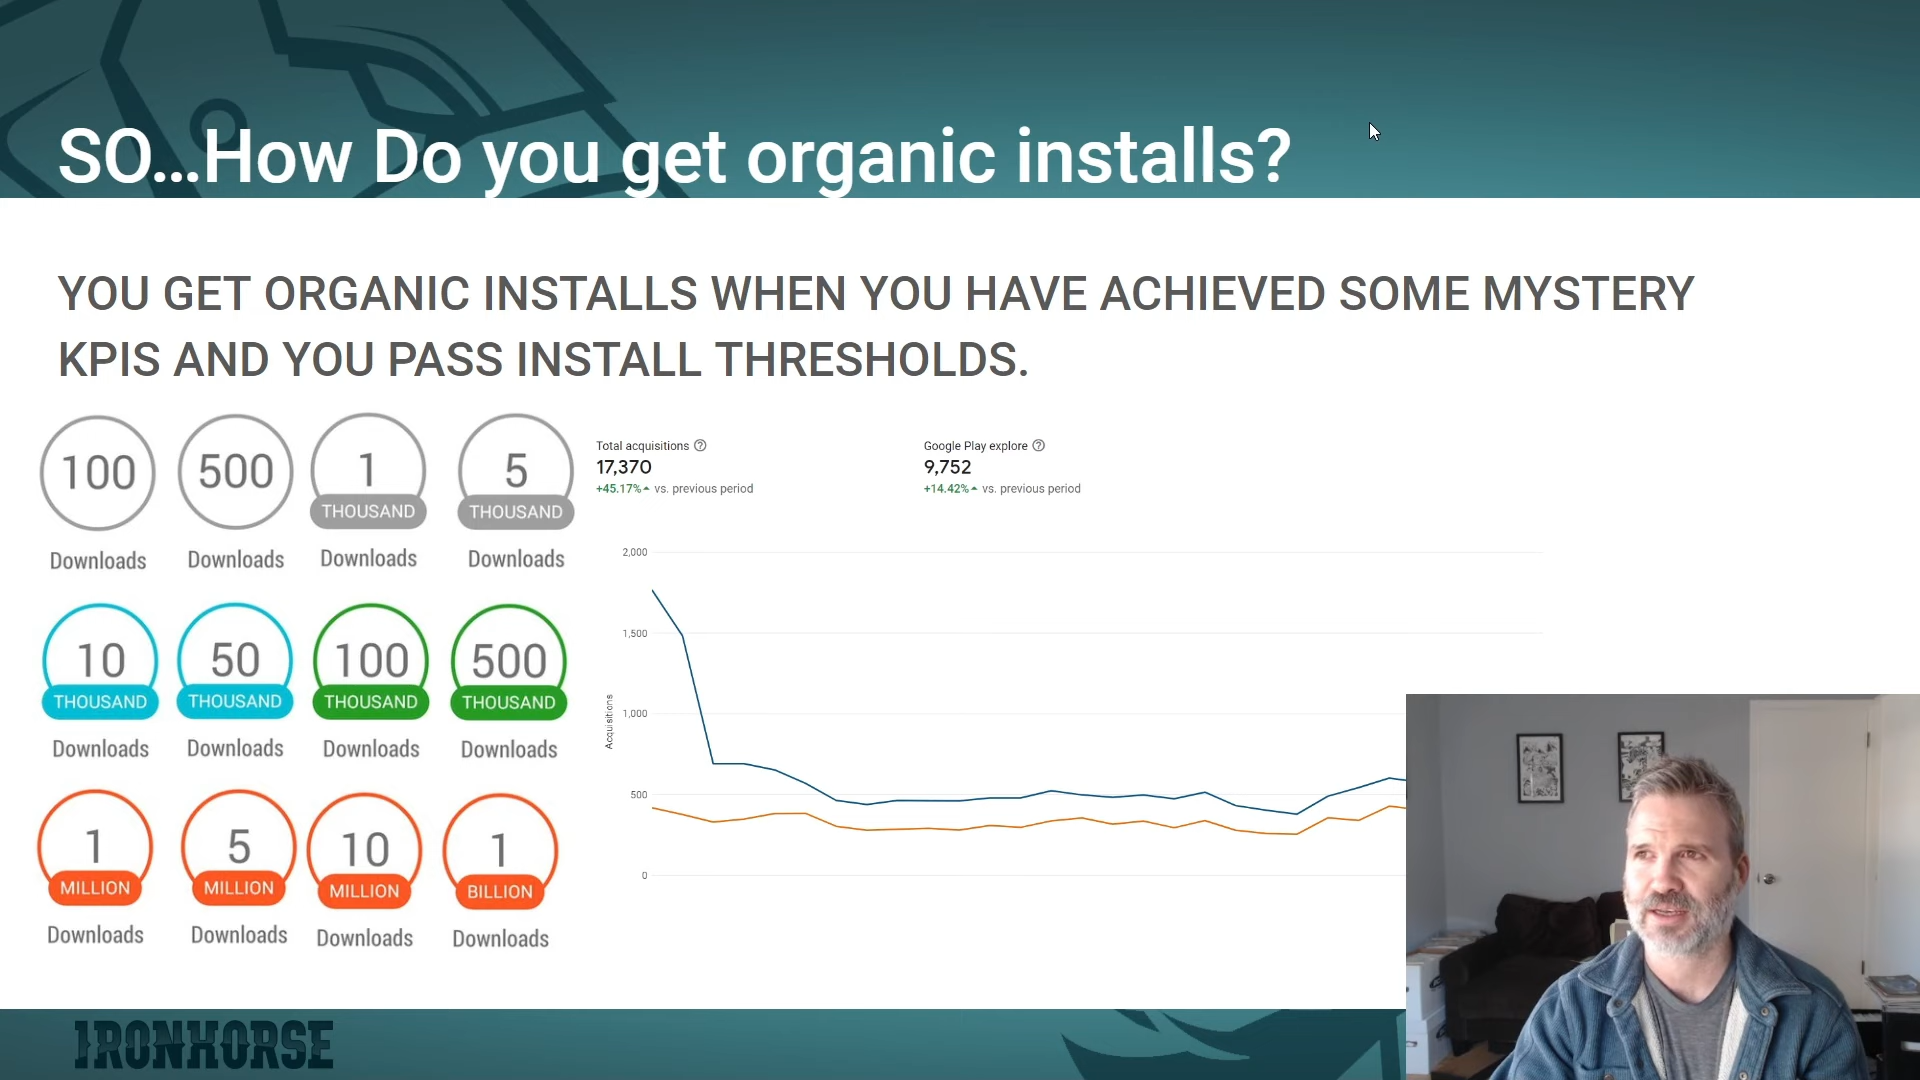 SO...How Do you get organic installs?
YOU GET ORGANIC INSTALLS WHEN YOU HAVE ACHIEVED SOME MYSTERY
KPIS AND YOU PASS INSTALL THRESHOLDS.
100
Downloads
500
Downloads
1
THOUSAND
Downloads
5
THOUSAND
Downloads
10
THOUSAND
Downloads
50
THOUSAND
Downloads
100
THOUSAND
Downloads
500
THOUSAND
Downloads
1
MILLION
Downloads
5
MILLION
Downloads
10
MILLION
Downloads
1
BILLION
Downloads
Total acquisitions ?
17,370
+45.17% vs. previous period
Google Play explore ?
9,752
+14.42% vs. previous period
Acquisitions
2,000
1,500
1,000
500
0
IRONHORSE